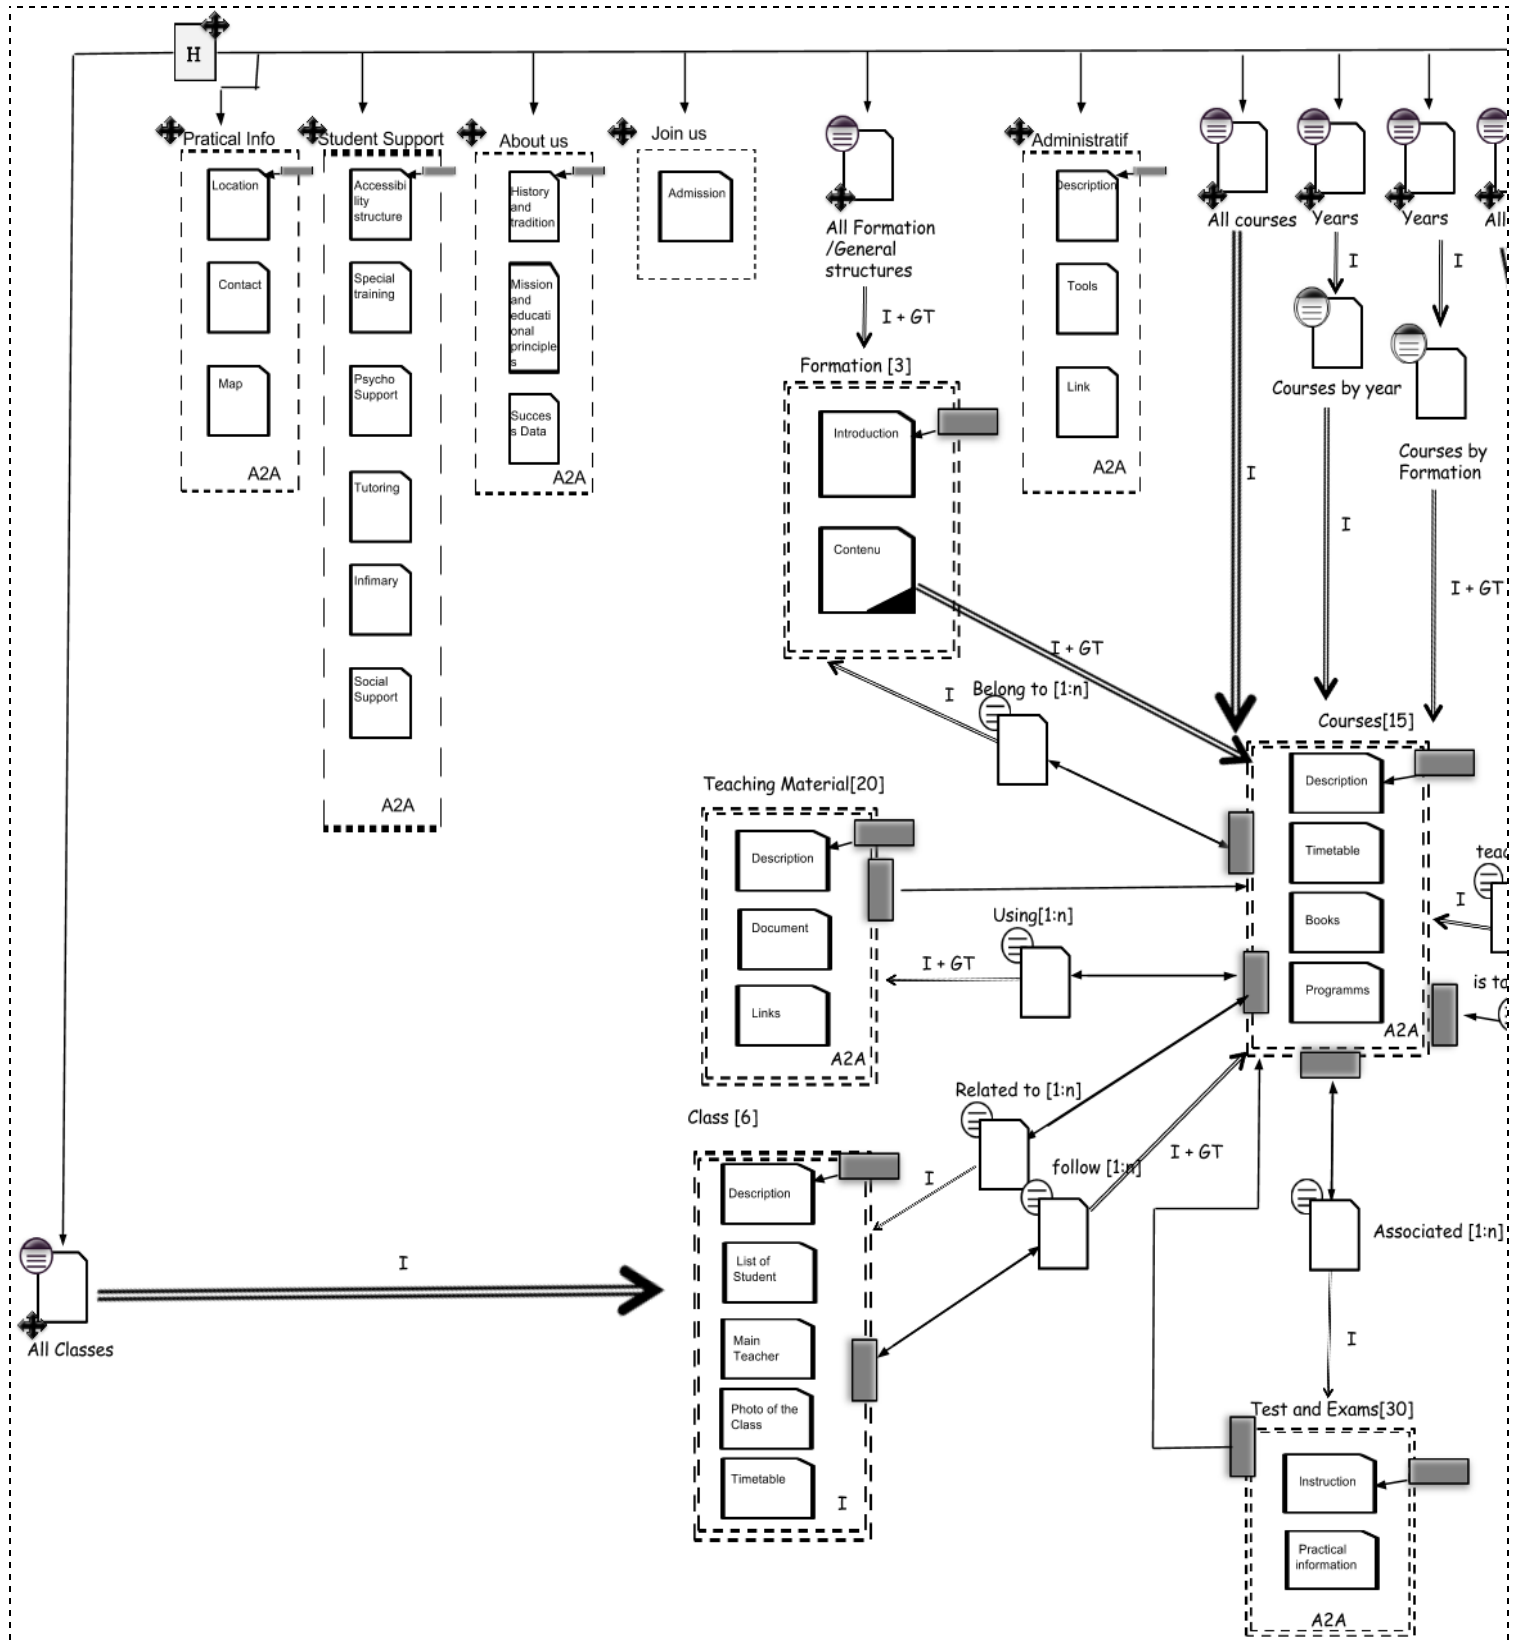 H
Pratical Info
Student Support
About us
Join us
Administratif
Location
Contact
Map
A2A
Accessibi
lity
structure
Special
training
Psycho
Support
Tutoring
Infimary
Social
Support
A2A
History
and
tradition
Mission
and
educati
onal
principle
s
Succes
s Data
A2A
Admission
All Formation
/General
structures
I + GT
Formation [3]
Introduction
Contenu
I + GT
Description
Tools
Link
A2A
All courses
Years
Years
All
I
I
I
Courses by year
I
Courses by
Formation
I + GT
I
Belong to [1:n]
Courses[15]
Description
Timetable
Books
Programms
A2A
I
Teaching Material[20]
Description
Document
Links
A2A
Using[1:n]
I + GT
Related to [1:n]
Class [6]
I
follow [1:n]
I + GT
Description
List of
Student
Main
Teacher
Photo of the
Class
Timetable
I
All Classes
I
Associated [1:n]
I
Test and Exams[30]
Instruction
Practical
information
A2A